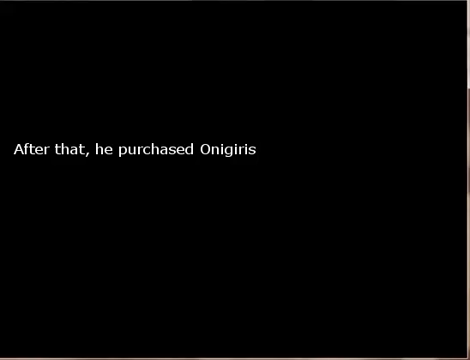 After that, he purchased Onigiris